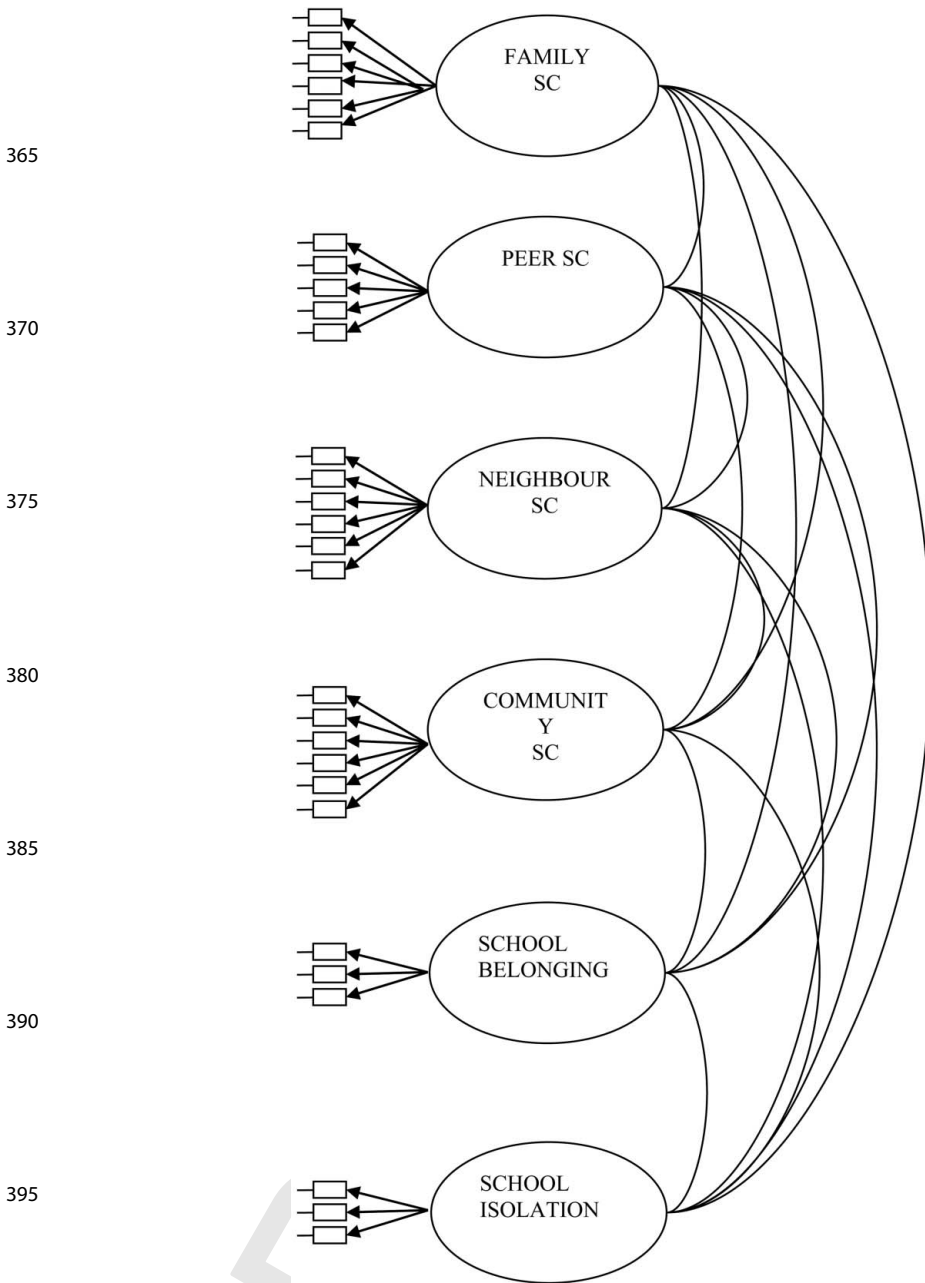 FAMILY
SC
365
PEER SC
370
NEIGHBOUR
SC
375
380
COMMUNIT
Y
SC
385
SCHOOL
BELONGING
390
SCHOOL
ISOLATION
395